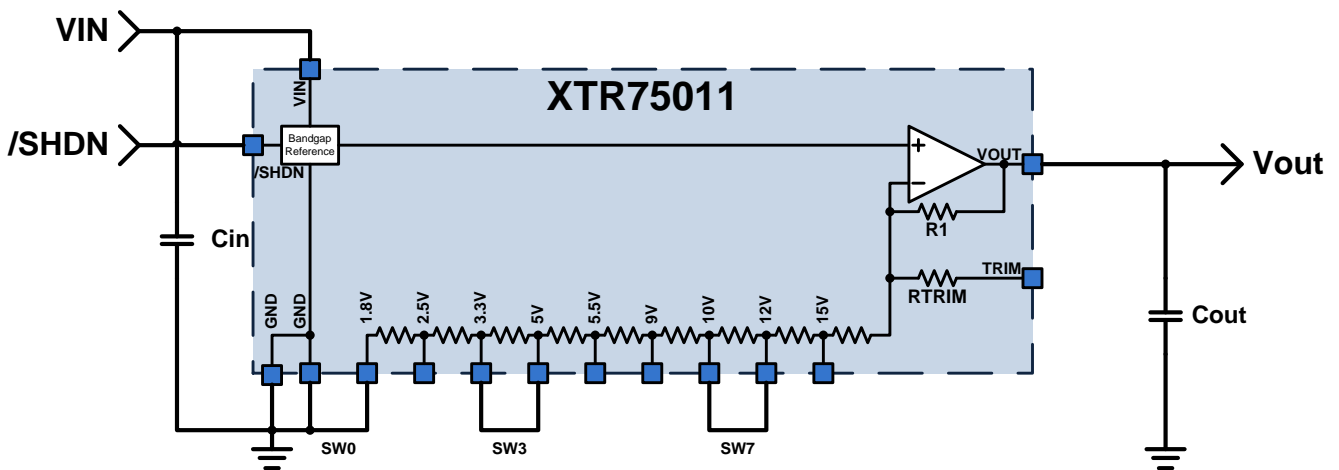 VIN
XTR75011
VIN
/SHDN
Bandgap
Reference
/SHDN
+
VOUT
Vout
−
R1
Cin
TRIM
RTRIM
GND
GND
1.8V
2.5V
3.3V
5V
5.5V
9V
10V
12V
15V
Cout
SW0
SW3
SW7